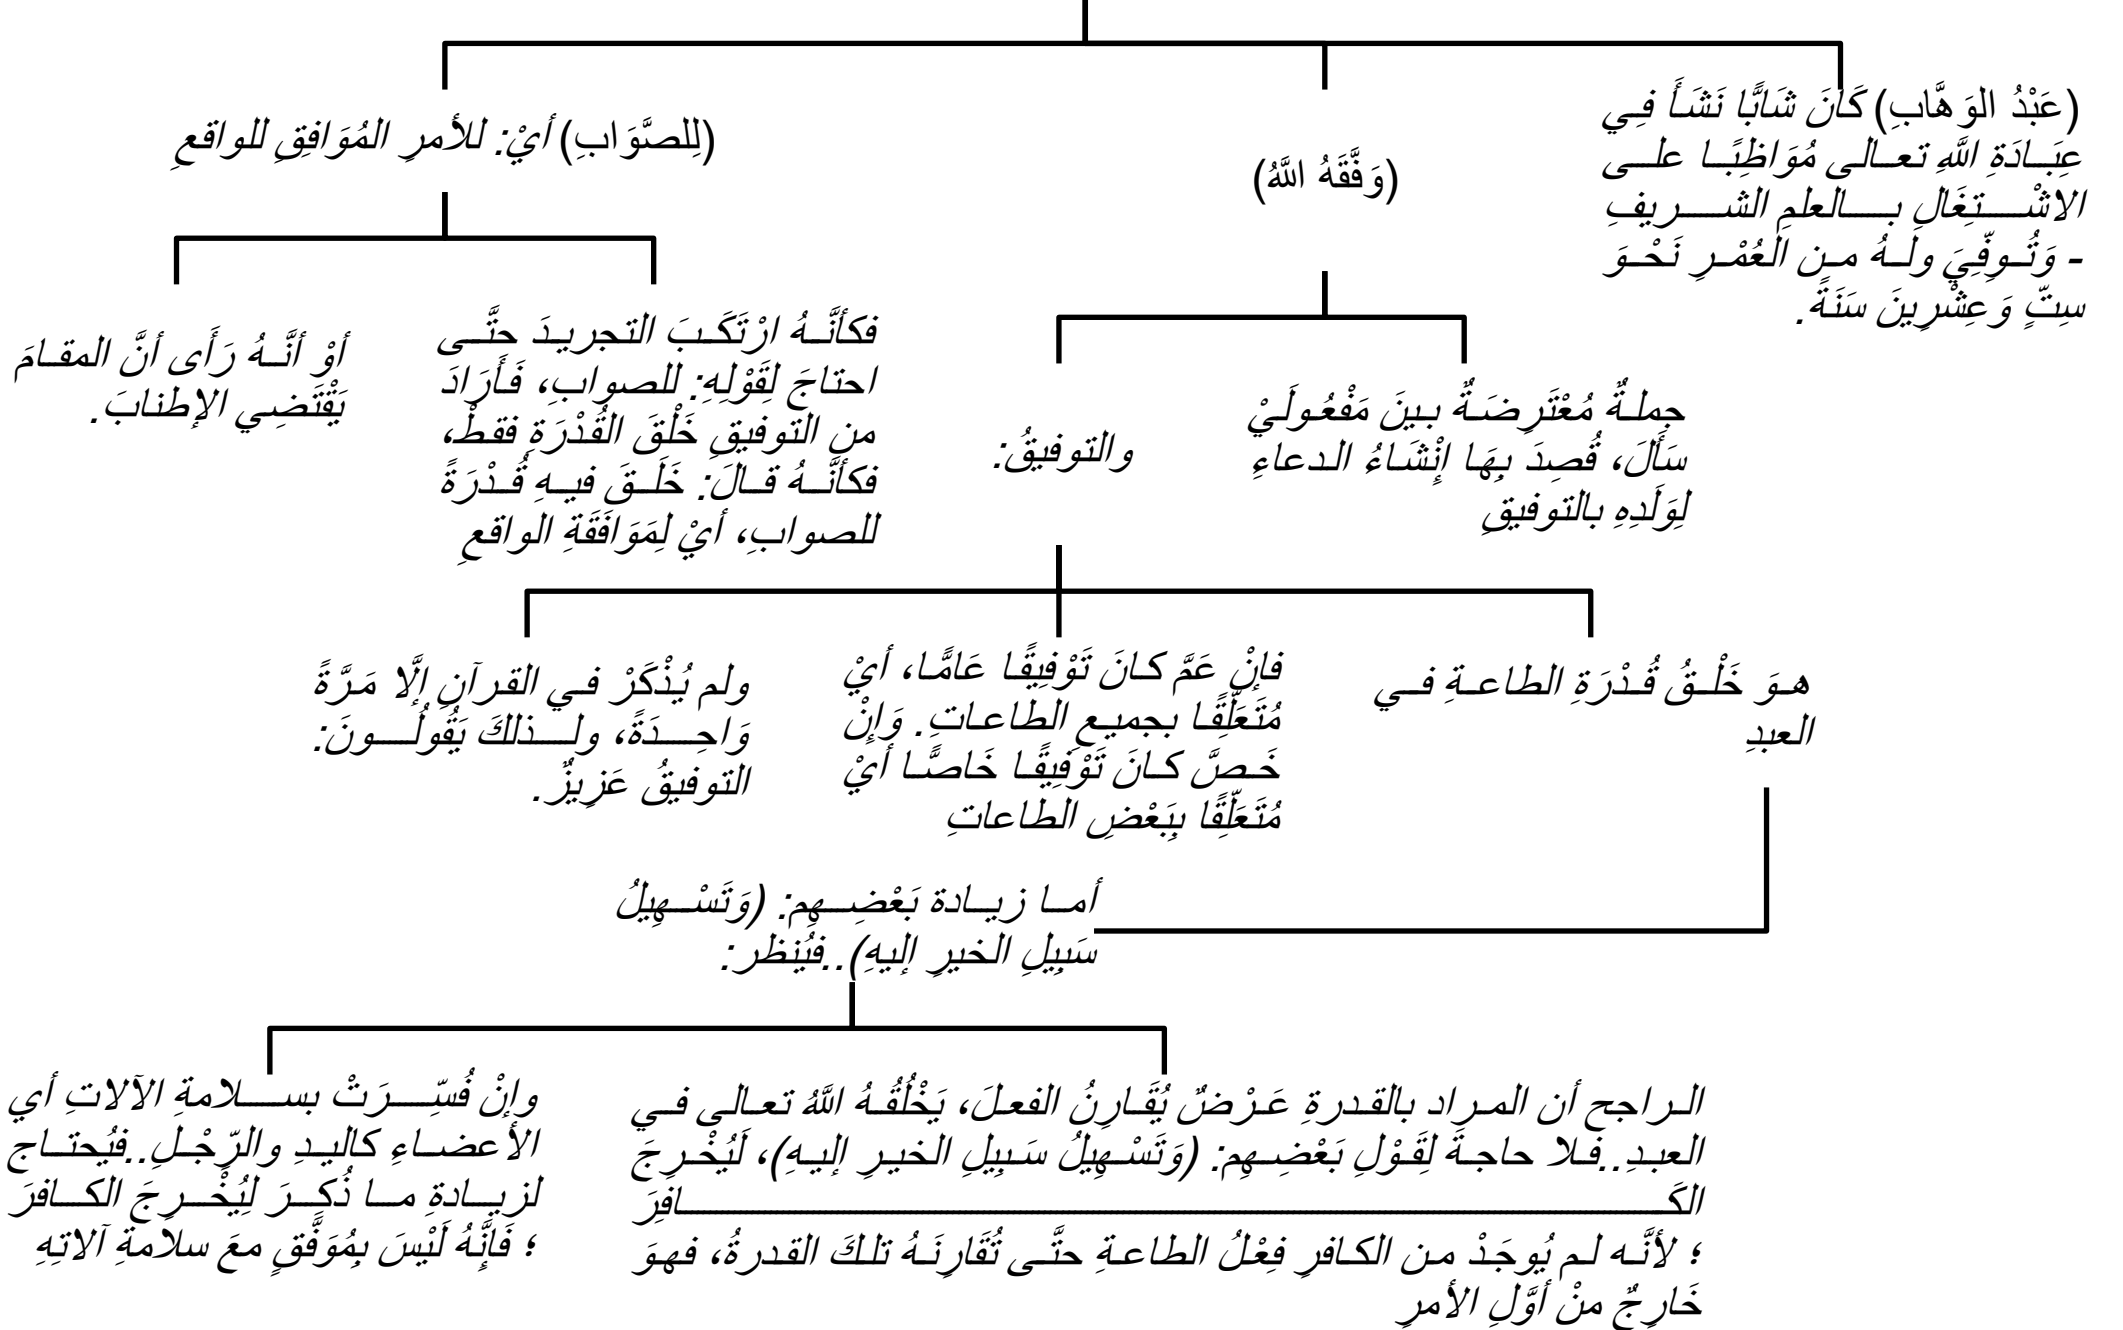 (عَبْدُ الوَهَّابِ) كَانَ شَابًّا نَشَأَ فِي
عِبَادَةِ اللَّهِ تعالى مُوَاظِبًا على
الاشْتِغَالِ بالعلمِ الشريفِ
- وَتُوفِّيَ ولَهُ من العُمْرِ نَحْوَ
سِتٍّ وَعِشْرِينَ سَنَةً.
(وَفَّقَهُ اللَّهُ)
(لِلصَّوَابِ) أيْ: للأمرِ المُوَافِقِ للواقعِ
جملةٌ مُعْتَرِضَةٌ بينَ مَفْعُولَيْ
سَأَلَ، قُصِدَ بِهَا إِنْشَاءُ الدعاءِ
لِوَلَدِهِ بالتوفيقِ
والتوفيقُ:
فكأنَّهُ ارْتَكَبَ التجريدَ حتَّى
احتاجَ لِقَوْلِهِ: للصوابِ، فَأَرَادَ
من التوفيقِ خَلْقَ القُدْرَةِ فقطْ،
فكأنَّهُ قالَ: خَلَقَ فيهِ قُدْرَةً
للصوابِ، أيْ لِمَوَافَقَةِ الواقعِ
أوْ أنَّهُ رَأَى أنَّ المقامَ
يَقْتَضِي الإطنابَ.
هوَ خَلْقُ قُدْرَةِ الطاعةِ في
العبدِ
فإنْ عَمَّ كانَ تَوْفِيقًا عَامًّا، أيْ
مُتَعَلِّقًا بجميعِ الطاعاتِ. وَإِنْ
خَصَّ كانَ تَوْفِيقًا خَاصًّا أيْ
مُتَعَلِّقًا بِبَعْضِ الطاعاتِ
ولم يُذْكَرْ في القرآنِ إلَّا مَرَّةً
وَاحِدَةً، ولذلكَ يَقُولُونَ:
التوفيقُ عَزِيزٌ.
أما زيادة بَعْضِهِم: (وَتَسْهِيلُ
سَبِيلِ الخيرِ إليهِ)..فيُنظر:
الراجح أن المراد بالقدرةِ عَرْضٌ يُقَارِنُ الفعلَ، يَخْلُقُهُ اللَّهُ تعالى في
العبدِ..فلا حاجةَ لِقَوْلِ بَعْضِهِم: (وَتَسْهِيلُ سَبِيلِ الخيرِ إليهِ)، لَيُخْرِجَ
الكَافِرَ
؛ لأنَّه لم يُوجَدْ من الكافرِ فِعْلُ الطاعةِ حتَّى تُقَارِنَهُ تلكَ القدرةُ، فهوَ
خَارِجٌ منْ أوَّلِ الأمرِ
وإنْ فُسِّرَتْ بسلامةِ الآلاتِ أي
الأعضاءِ كاليدِ والرّجْلِ..فيُحتاج
لزيادةِ ما ذُكِرَ لِيُخْرِجَ الكافرَ
؛ فَإِنَّهُ لَيْسَ بِمُوَفَّقٍ معَ سلامةِ آلاتِهِ